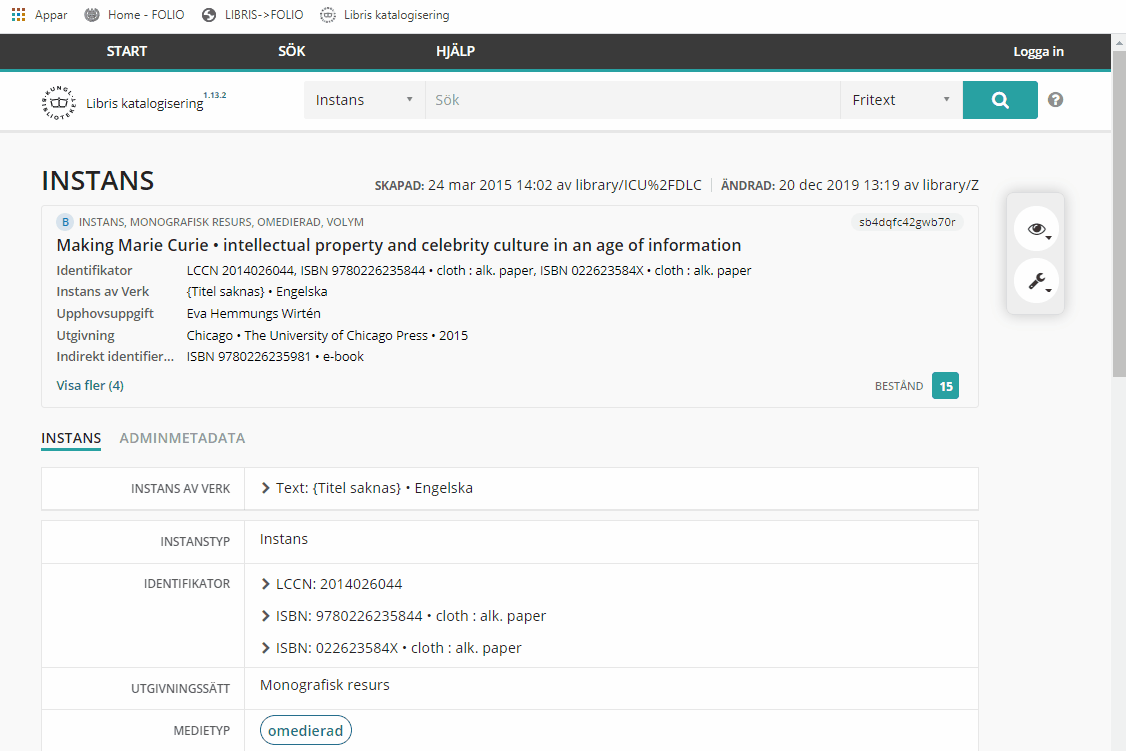 Appar Home - FOLIO LIBRIS->FOLIO Libris katalogisering
START SÖK HJÄLP Logga in
KUNGL. BIBLIOTEKET Libris katalogisering 1.13.2 Instans Sök Fritext
INSTANS
SKAPAD: 24 mar 2015 14:02 av library/ICU%2FDLC ÄNDRAD: 20 dec 2019 13:19 av library/Z
B INSTANS, MONOGRAFISK RESURS, OMEDIERAD, VOLYM sb4dqfc42gwb70r
Making Marie Curie • intellectual property and celebrity culture in an age of information
Identifikator LCCN 2014026044, ISBN 9780226235844 • cloth : alk. paper, ISBN 022623584X • cloth : alk. paper
Instans av Verk {Titel saknas} • Engelska
Upphovsuppgift Eva Hemmungs Wirtén
Utgivning Chicago • The University of Chicago Press • 2015
Indirekt identifier... ISBN 9780226235981 • e-book
Visa fler (4) BESTÅND 15
INSTANS ADMINMETADATA
INSTANS AV VERK Text: {Titel saknas} • Engelska
INSTANSTYP Instans
IDENTIFIKATOR LCCN: 2014026044
ISBN: 9780226235844 • cloth : alk. paper
ISBN: 022623584X • cloth : alk. paper
UTGIVNINGSSÄTT Monografisk resurs
MEDIETYP omedierad